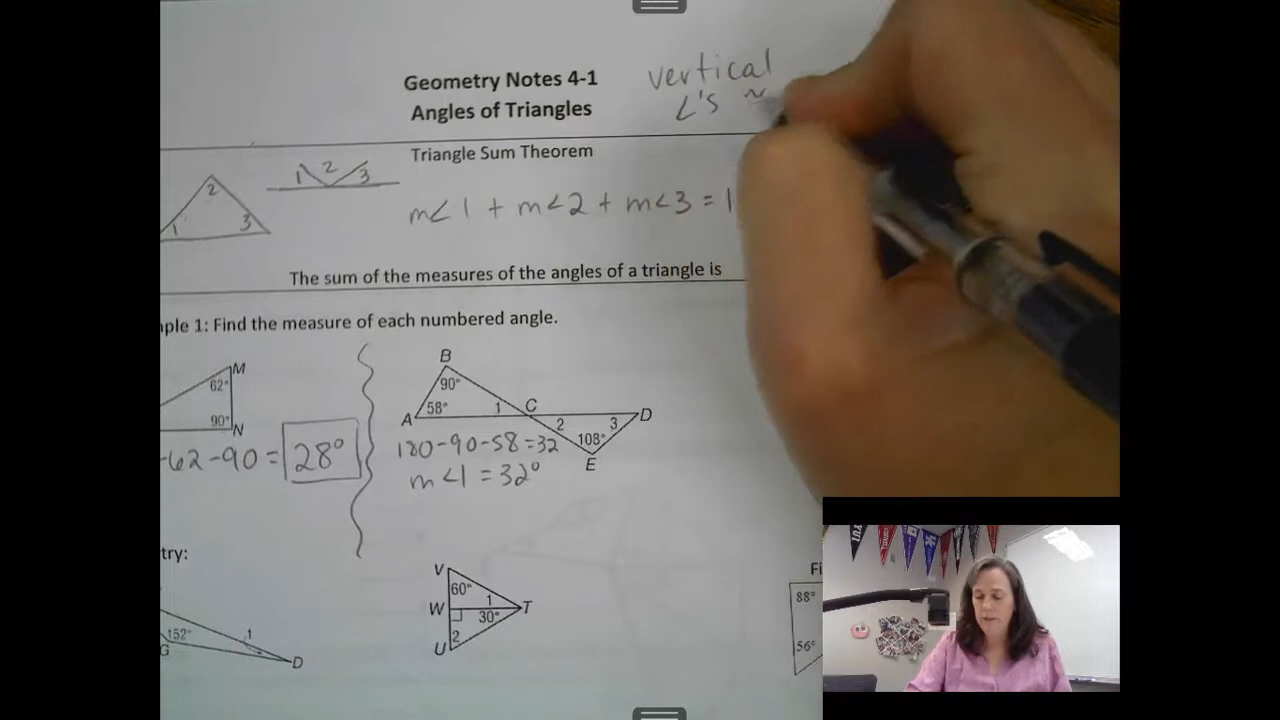 Geometry Notes 4-1
Angles of Triangles
vertical
∠'s ≅
Triangle Sum Theorem
1 2 3
2
1 3
m∠1 + m∠2 + m∠3 = 1
The sum of the measures of the angles of a triangle is
ple 1: Find the measure of each numbered angle.
M
62°
90° N
-62-90 = 28°
B
90°
A 58° 1 C
2 3 D
108°
E
180-90-58=32
m∠1 = 32°
try:
152° 1
G D
V
60°
W 1 T
30°
2
U
Fi
88°
56°